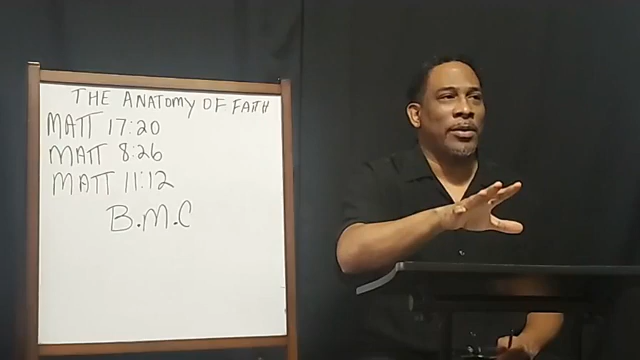 THE ANATOMY OF FAITH
MATT 17:20
MATT 8:26
MATT 11:12
B.M.C